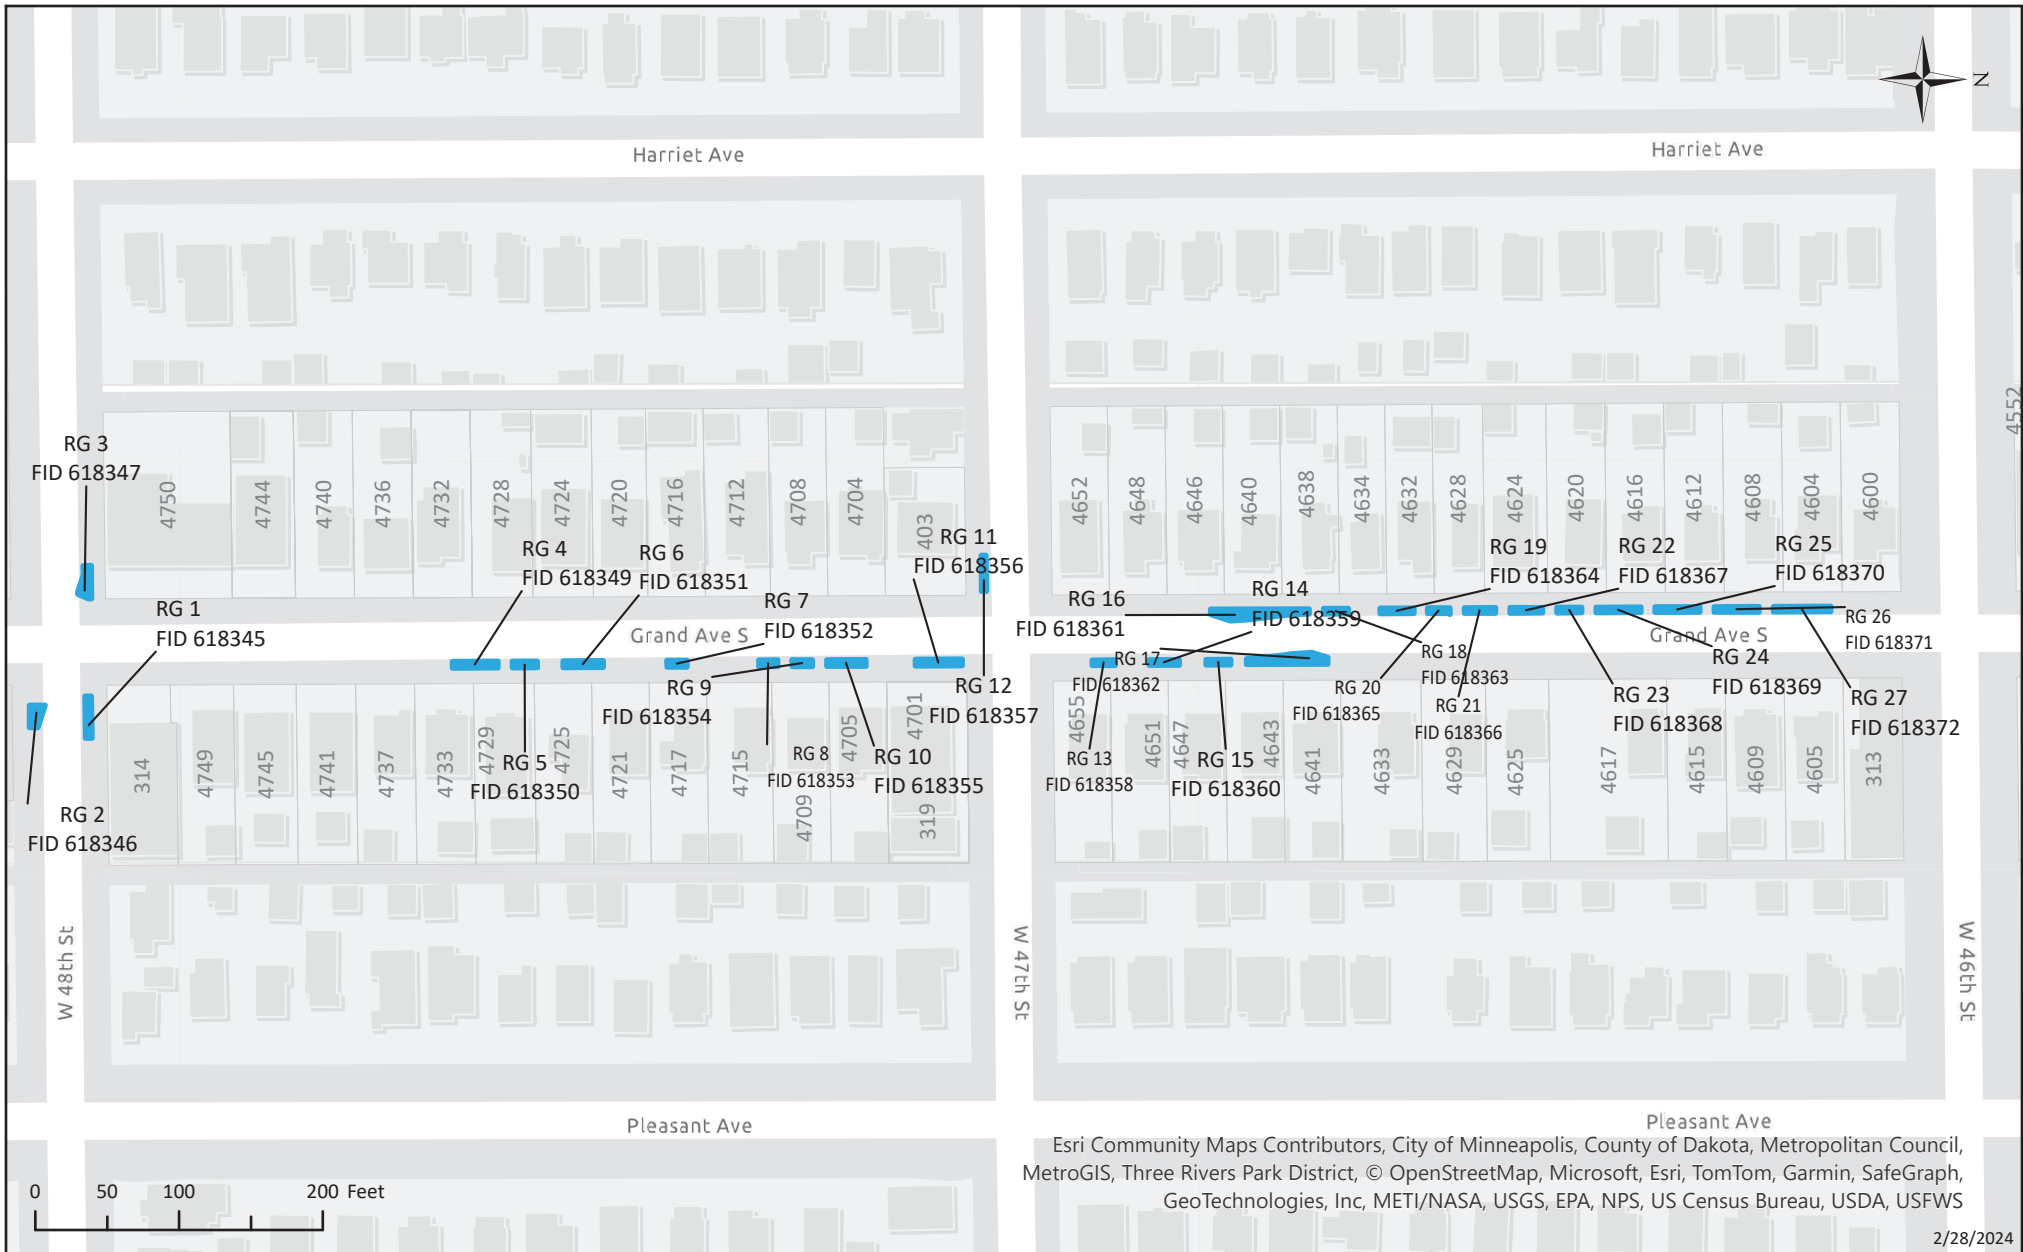 N
Harriet Ave
Harriet Ave
4552
RG 3
FID 618347
4750
4744
4740
4736
4732
4728
4724
4720
4716
4712
4708
4704
403
4652
4648
4646
4640
4638
4634
4632
4628
4624
4620
4616
4612
4608
4604
4600
RG 4
FID 618349
RG 6
FID 618351
RG 11
FID 618356
RG 19
FID 618364
RG 22
FID 618367
RG 25
FID 618370
RG 1
FID 618345
RG 7
FID 618352
RG 16
FID 618361
RG 14
FID 618359
Grand Ave S
Grand Ave S
RG 26
FID 618371
RG 9
FID 618354
RG 12
FID 618357
RG 17
FID 618362
RG 18
FID 618363
RG 20
FID 618365
RG 21
FID 618366
RG 24
FID 618369
RG 23
FID 618368
RG 27
FID 618372
314
4749
4745
4741
4737
4733
4729
4725
4721
4717
4715
4709
4705
4701
319
4655
4651
4647
4643
4641
4633
4629
4625
4617
4615
4609
4605
313
RG 5
FID 618350
RG 8
FID 618353
RG 10
FID 618355
RG 13
FID 618358
RG 15
FID 618360
RG 2
FID 618346
W 48th St
W 47th St
W 46th St
Pleasant Ave
Pleasant Ave
Esri Community Maps Contributors, City of Minneapolis, County of Dakota, Metropolitan Council,
MetroGIS, Three Rivers Park District, © OpenStreetMap, Microsoft, Esri, TomTom, Garmin, SafeGraph,
GeoTechnologies, Inc, METI/NASA, USGS, EPA, NPS, US Census Bureau, USDA, USFWS
0 50 100 200 Feet
2/28/2024